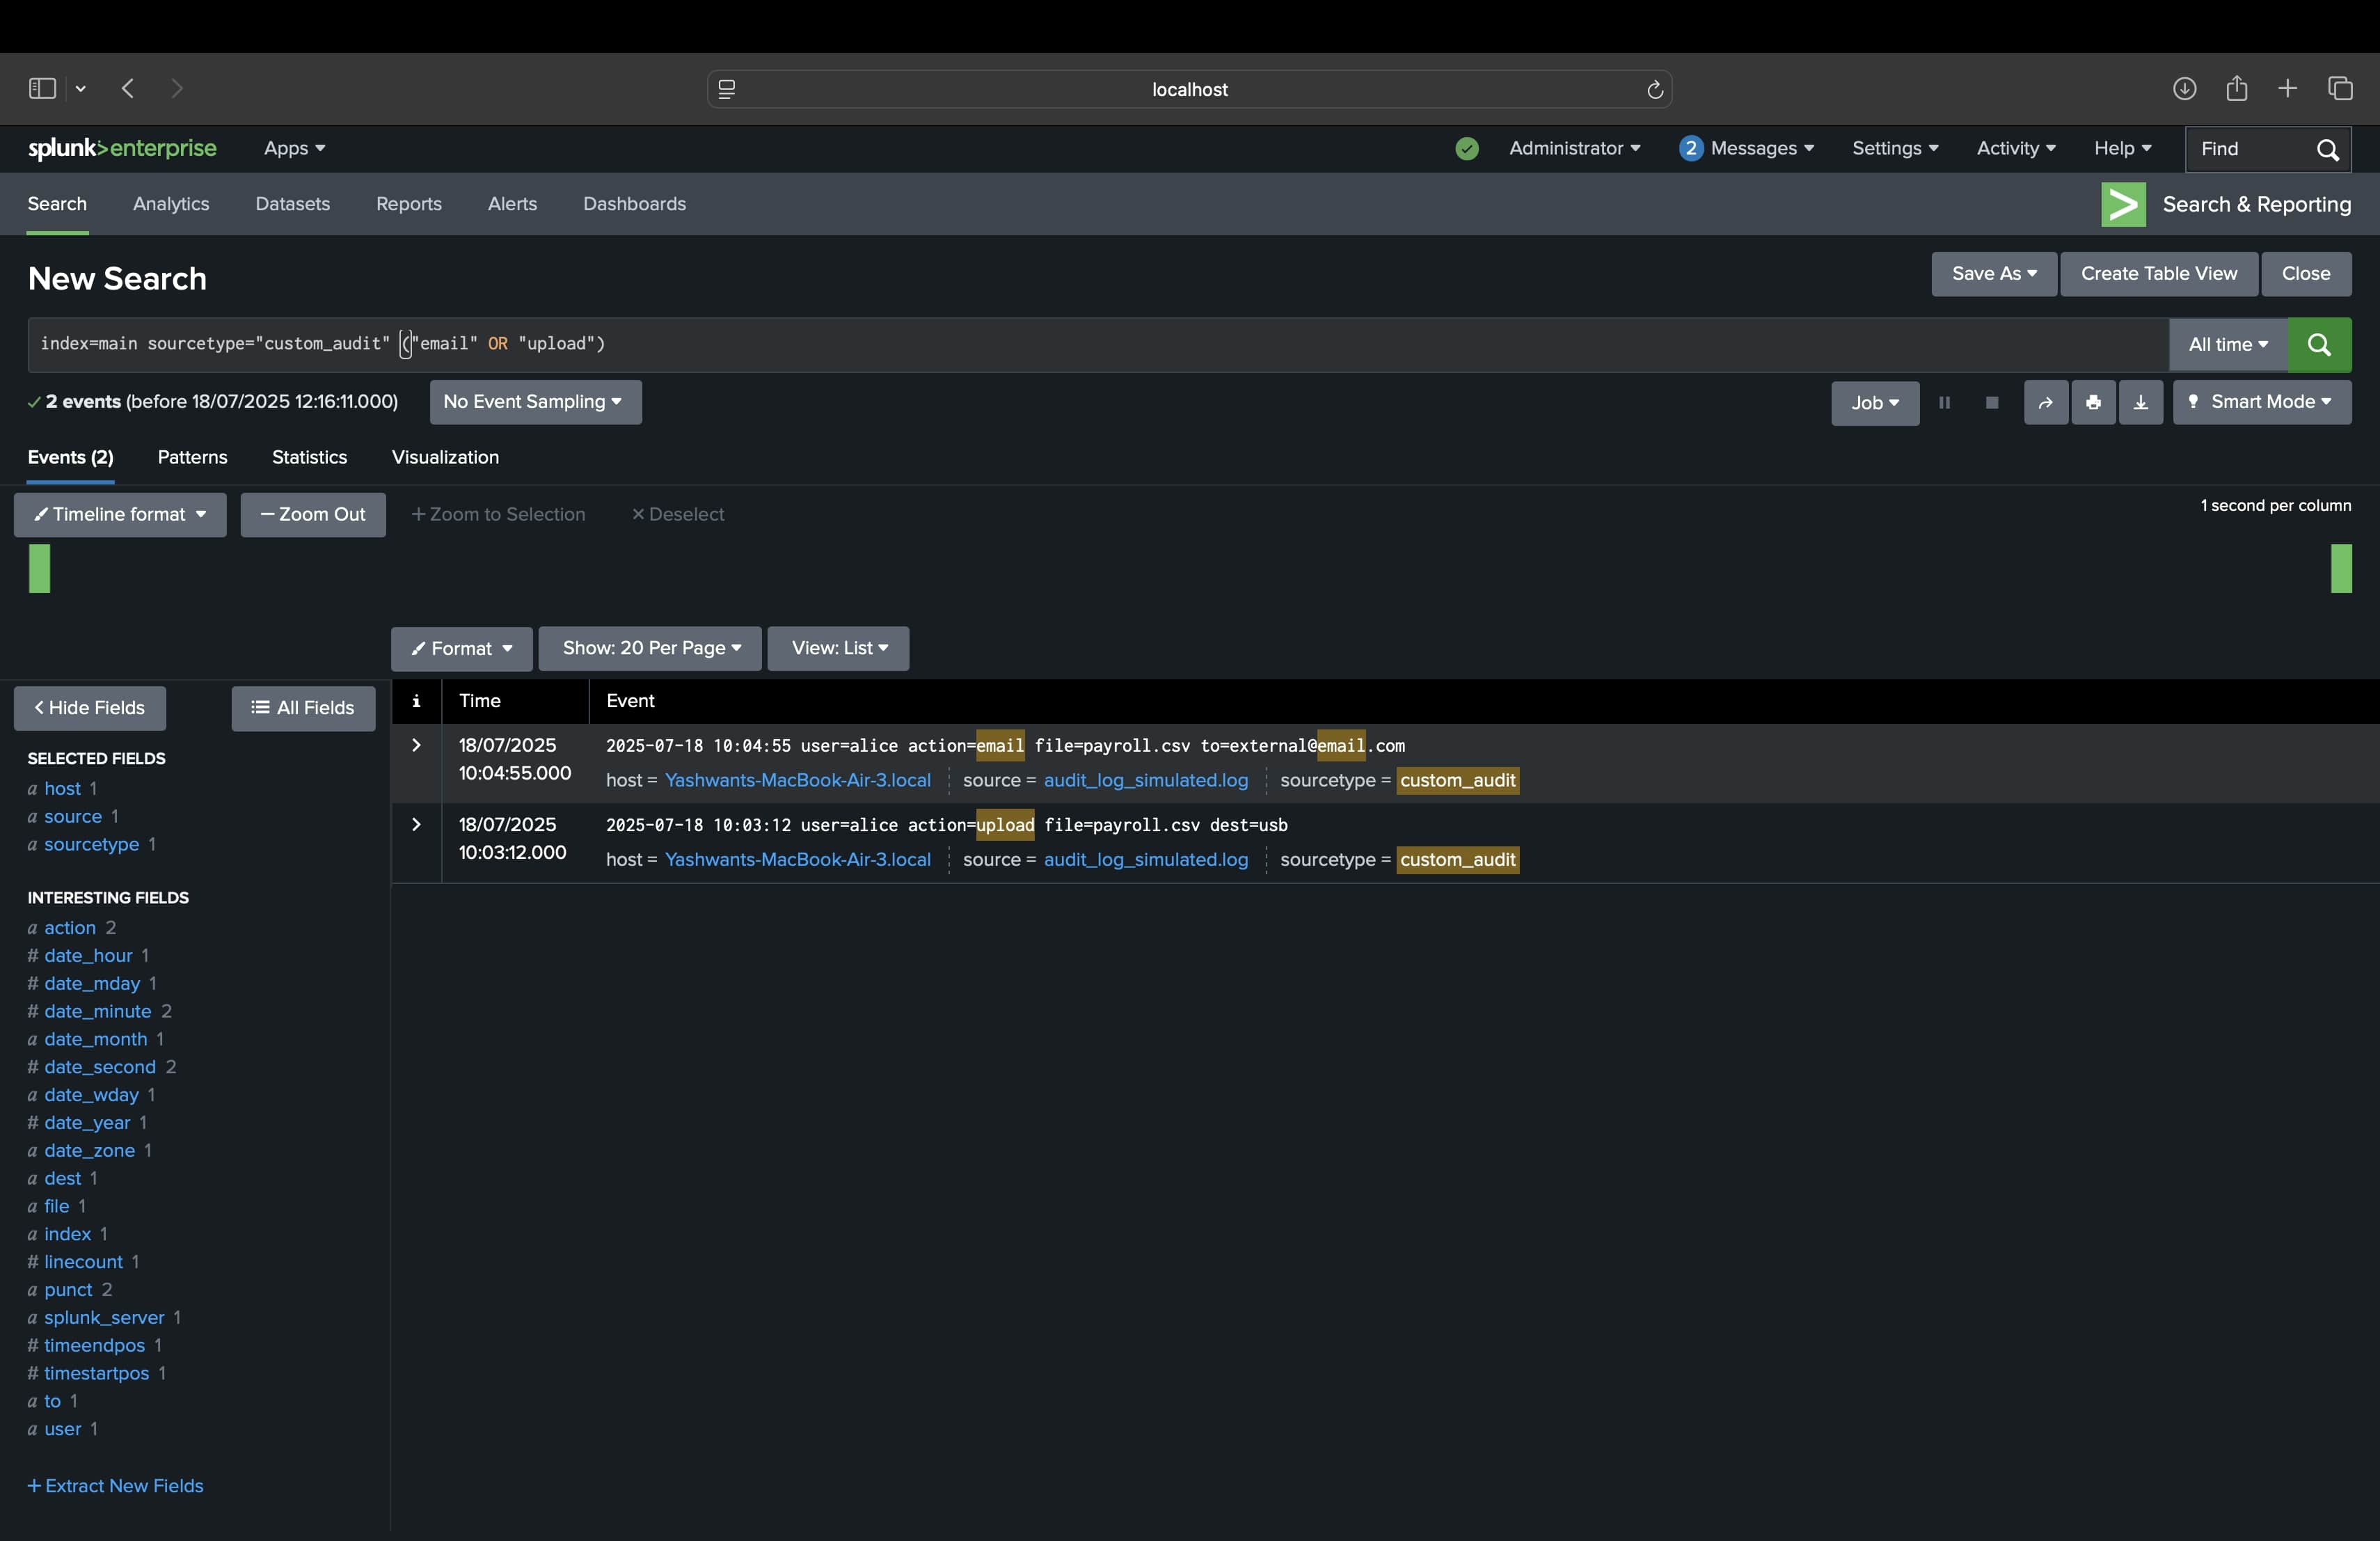 localhost
splunk>enterprise Apps Administrator 2 Messages Settings Activity Help Find
Search Analytics Datasets Reports Alerts Dashboards Search & Reporting
New Search Save As Create Table View Close
index=main sourcetype="custom_audit" ("email" OR "upload") All time
2 events (before 18/07/2025 12:16:11.000) No Event Sampling Job Smart Mode
Events (2) Patterns Statistics Visualization
Timeline format — Zoom Out + Zoom to Selection × Deselect 1 second per column
Format Show: 20 Per Page View: List
< Hide Fields All Fields i Time Event
SELECTED FIELDS
a host 1
a source 1
a sourcetype 1
INTERESTING FIELDS
a action 2
# date_hour 1
# date_mday 1
# date_minute 2
a date_month 1
# date_second 2
a date_wday 1
# date_year 1
a date_zone 1
a dest 1
a file 1
a index 1
# linecount 1
a punct 2
a splunk_server 1
# timeendpos 1
# timestartpos 1
a to 1
a user 1
+ Extract New Fields
18/07/2025 2025-07-18 10:04:55 user=alice action=email file=payroll.csv to=external@email.com
10:04:55.000 host = Yashwants-MacBook-Air-3.local source = audit_log_simulated.log sourcetype = custom_audit
18/07/2025 2025-07-18 10:03:12 user=alice action=upload file=payroll.csv dest=usb
10:03:12.000 host = Yashwants-MacBook-Air-3.local source = audit_log_simulated.log sourcetype = custom_audit